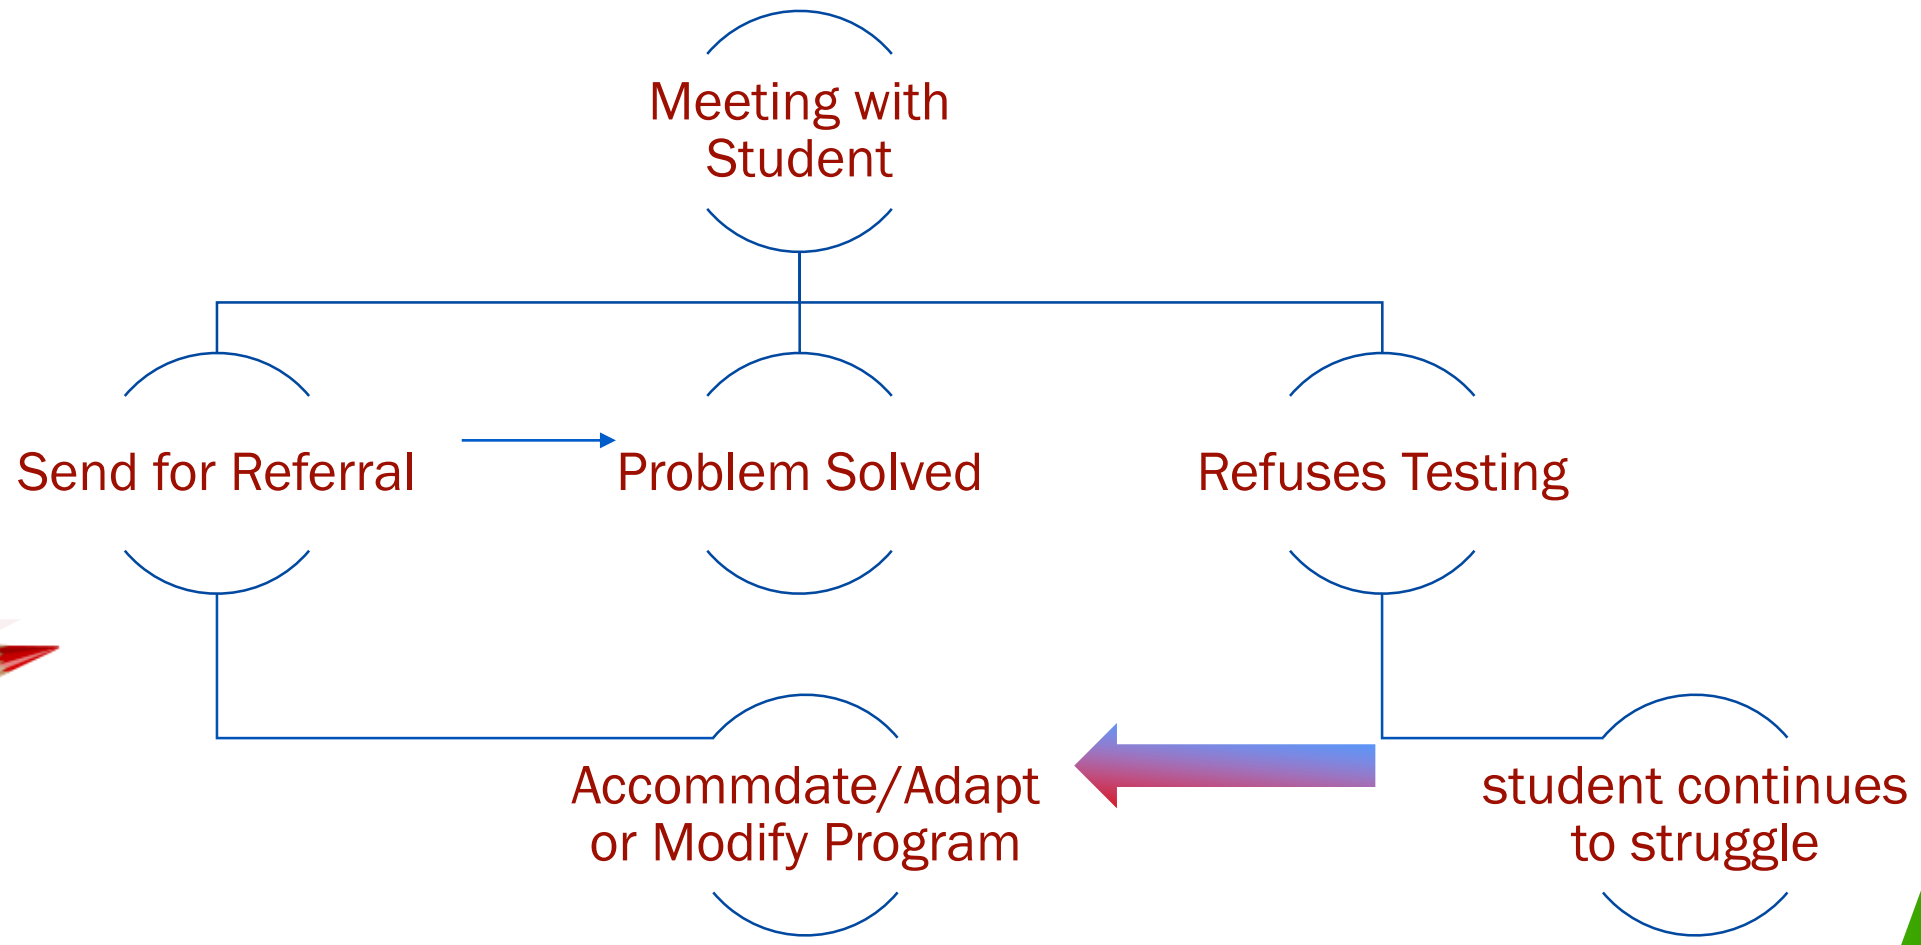 Meeting with
Student
Send for Referral
Problem Solved
Refuses Testing
Accommdate/Adapt
or Modify Program
student continues
to struggle